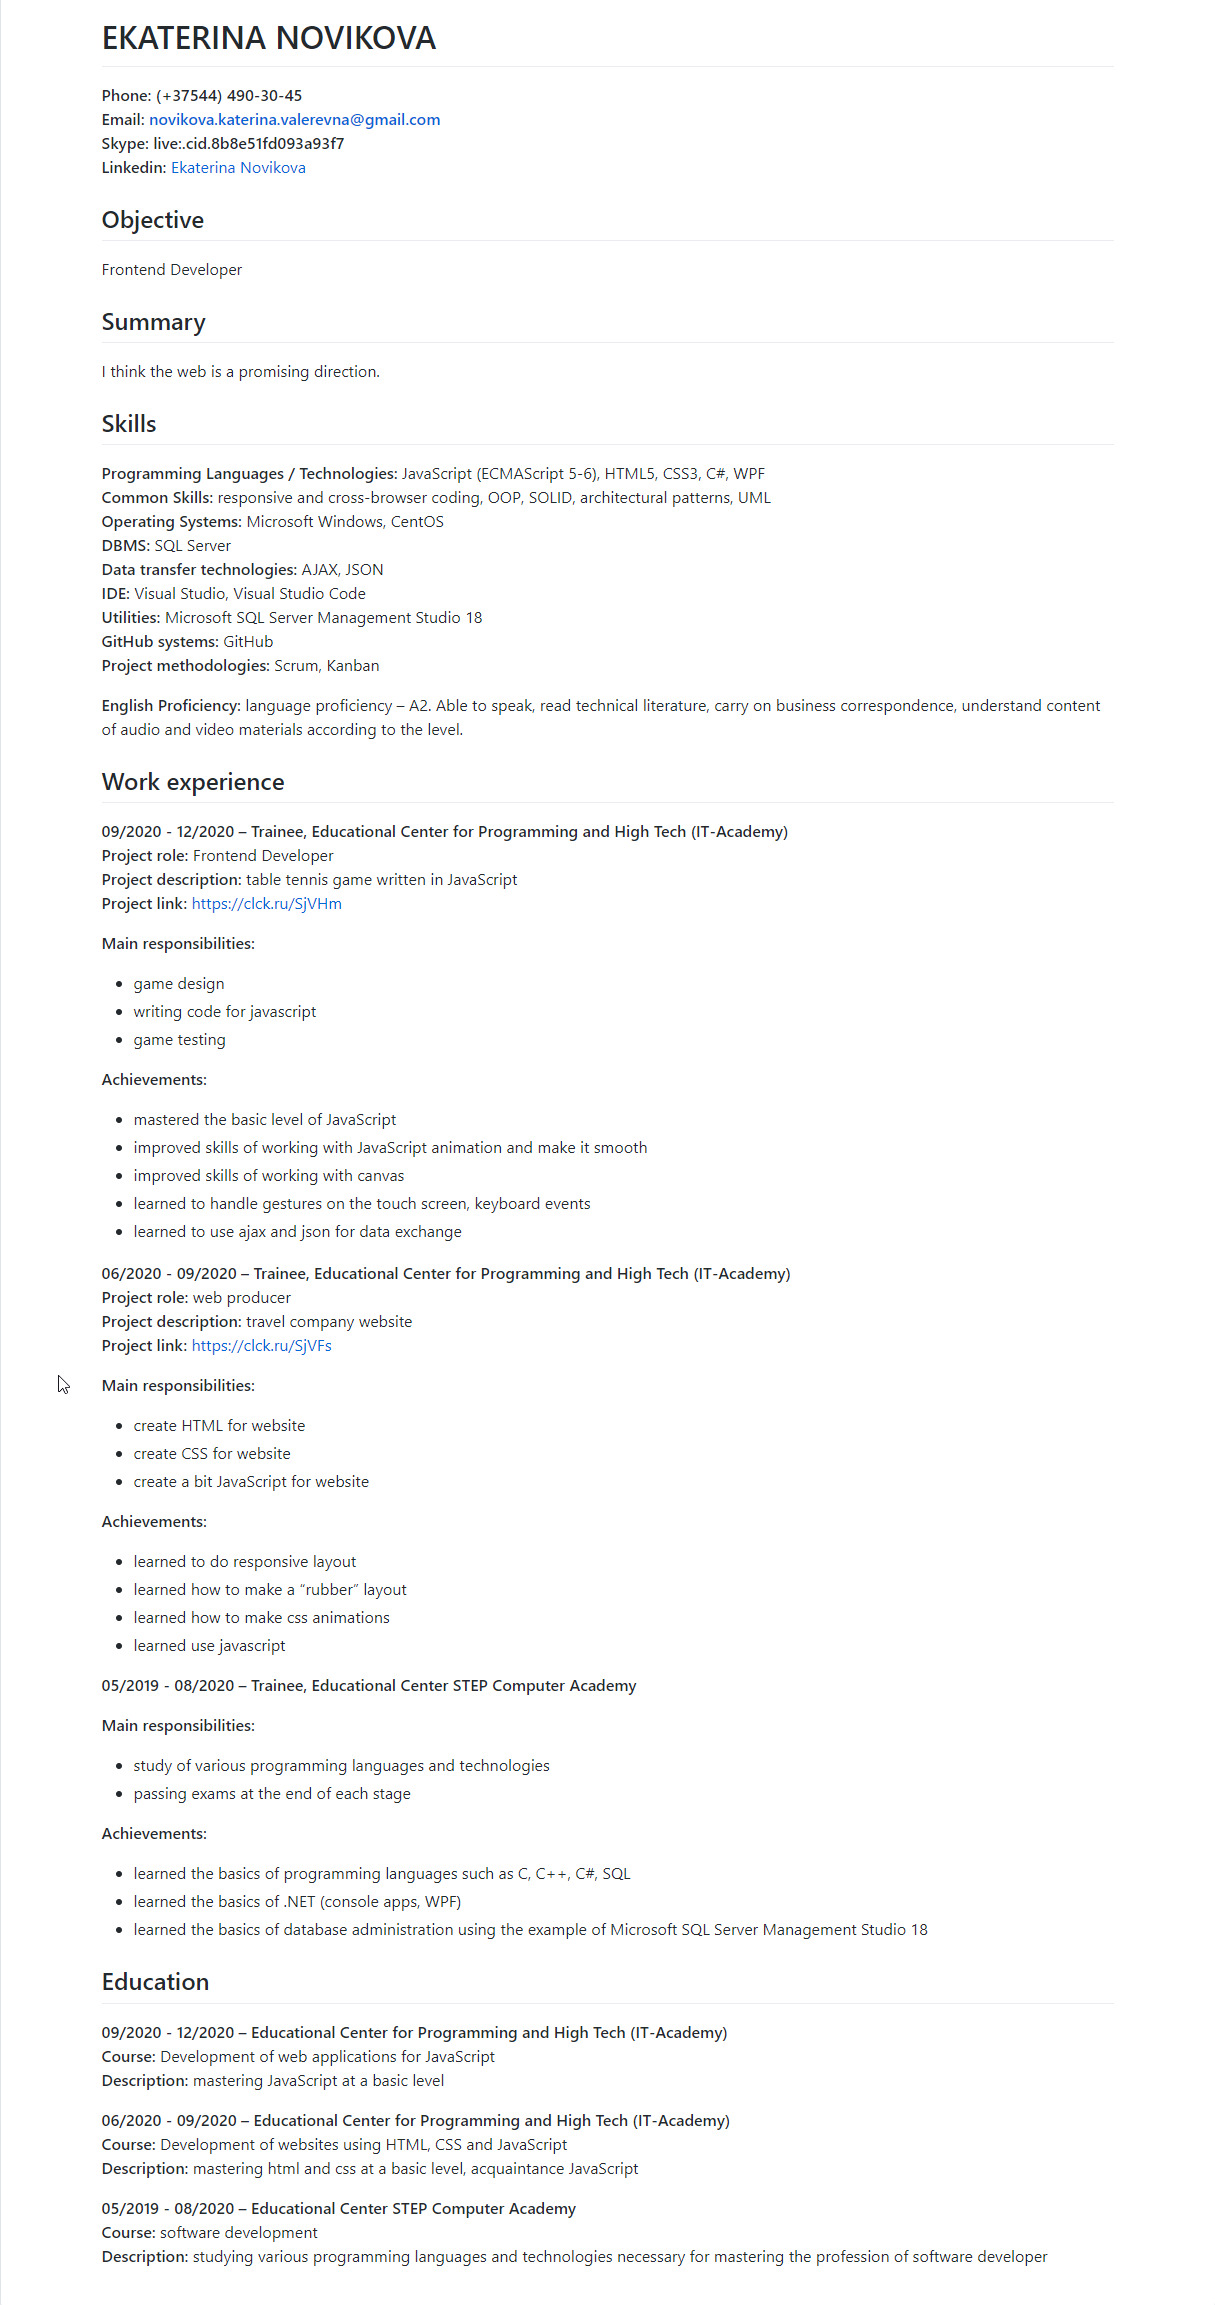 EKATERINA NOVIKOVA
Phone: (+37544) 490-30-45
Email: novikova.katerina.valerevna@gmail.com
Skype: live:.cid.8b8e51fd093a93f7
Linkedin: Ekaterina Novikova
Objective
Frontend Developer
Summary
I think the web is a promising direction.
Skills
Programming Languages / Technologies: JavaScript (ECMAScript 5-6), HTML5, CSS3, C#, WPF
Common Skills: responsive and cross-browser coding, OOP, SOLID, architectural patterns, UML
Operating Systems: Microsoft Windows, CentOS
DBMS: SQL Server
Data transfer technologies: AJAX, JSON
IDE: Visual Studio, Visual Studio Code
Utilities: Microsoft SQL Server Management Studio 18
GitHub systems: GitHub
Project methodologies: Scrum, Kanban
English Proficiency: language proficiency – A2. Able to speak, read technical literature, carry on business correspondence, understand content
of audio and video materials according to the level.
Work experience
09/2020 - 12/2020 – Trainee, Educational Center for Programming and High Tech (IT-Academy)
Project role: Frontend Developer
Project description: table tennis game written in JavaScript
Project link: https://clck.ru/SjVHm
Main responsibilities:
• game design
• writing code for javascript
• game testing
Achievements:
• mastered the basic level of JavaScript
• improved skills of working with JavaScript animation and make it smooth
• improved skills of working with canvas
• learned to handle gestures on the touch screen, keyboard events
• learned to use ajax and json for data exchange
06/2020 - 09/2020 – Trainee, Educational Center for Programming and High Tech (IT-Academy)
Project role: web producer
Project description: travel company website
Project link: https://clck.ru/SjVFs
Main responsibilities:
• create HTML for website
• create CSS for website
• create a bit JavaScript for website
Achievements:
• learned to do responsive layout
• learned how to make a “rubber” layout
• learned how to make css animations
• learned use javascript
05/2019 - 08/2020 – Trainee, Educational Center STEP Computer Academy
Main responsibilities:
• study of various programming languages and technologies
• passing exams at the end of each stage
Achievements:
• learned the basics of programming languages such as C, C++, C#, SQL
• learned the basics of .NET (console apps, WPF)
• learned the basics of database administration using the example of Microsoft SQL Server Management Studio 18
Education
09/2020 - 12/2020 – Educational Center for Programming and High Tech (IT-Academy)
Course: Development of web applications for JavaScript
Description: mastering JavaScript at a basic level
06/2020 - 09/2020 – Educational Center for Programming and High Tech (IT-Academy)
Course: Development of websites using HTML, CSS and JavaScript
Description: mastering html and css at a basic level, acquaintance JavaScript
05/2019 - 08/2020 – Educational Center STEP Computer Academy
Course: software development
Description: studying various programming languages and technologies necessary for mastering the profession of software developer